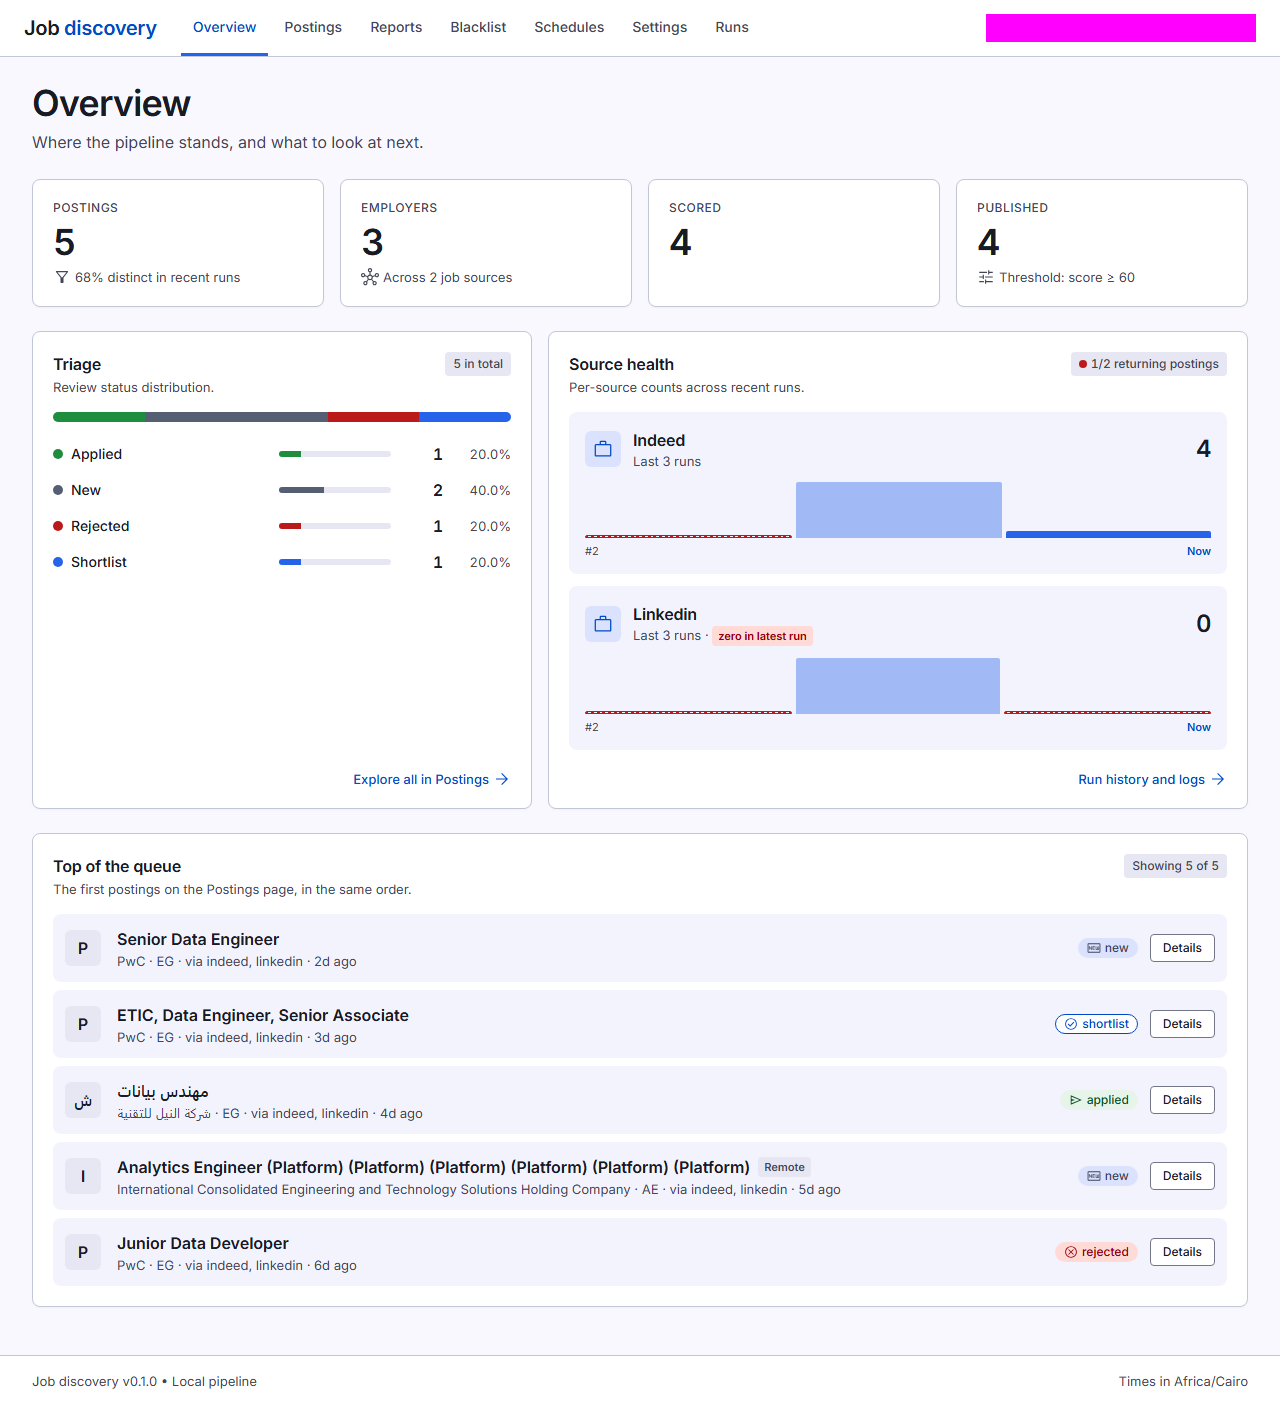 Job discovery
Overview
Postings
Reports
Blacklist
Schedules
Settings
Runs
Overview
Where the pipeline stands, and what to look at next.
POSTINGS
5
68% distinct in recent runs
EMPLOYERS
3
Across 2 job sources
SCORED
4
PUBLISHED
4
Threshold: score ≥ 60
Triage
5 in total
Review status distribution.
Applied 1 20.0%
New 2 40.0%
Rejected 1 20.0%
Shortlist 1 20.0%
Explore all in Postings
Source health
1/2 returning postings
Per-source counts across recent runs.
Indeed
Last 3 runs
4
#2
Now
Linkedin
Last 3 runs · zero in latest run
0
#2
Now
Run history and logs
Top of the queue
Showing 5 of 5
The first postings on the Postings page, in the same order.
P
Senior Data Engineer
PwC · EG · via indeed, linkedin · 2d ago
new
Details
P
ETIC, Data Engineer, Senior Associate
PwC · EG · via indeed, linkedin · 3d ago
shortlist
Details
ش
مهندس بيانات
شركة النيل للتقنية · EG · via indeed, linkedin · 4d ago
applied
Details
I
Analytics Engineer (Platform) (Platform) (Platform) (Platform) (Platform) (Platform) Remote
International Consolidated Engineering and Technology Solutions Holding Company · AE · via indeed, linkedin · 5d ago
new
Details
P
Junior Data Developer
PwC · EG · via indeed, linkedin · 6d ago
rejected
Details
Job discovery v0.1.0 • Local pipeline
Times in Africa/Cairo